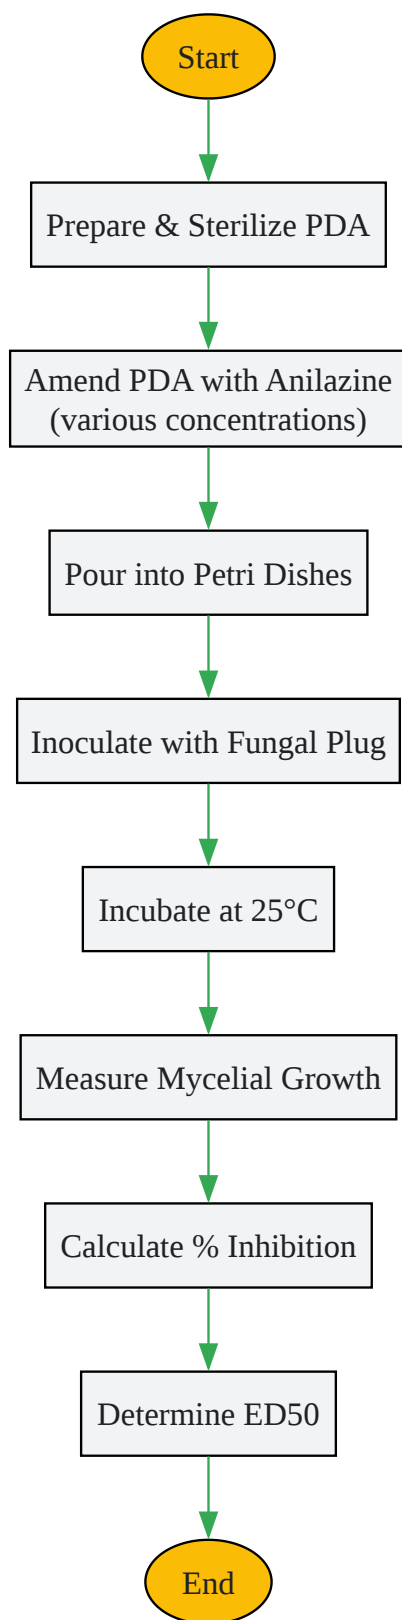 Start
Prepare & Sterilize PDA
Amend PDA with Anilazine
(various concentrations)
Pour into Petri Dishes
Inoculate with Fungal Plug
Incubate at 25°C
Measure Mycelial Growth
Calculate % Inhibition
Determine ED50
End